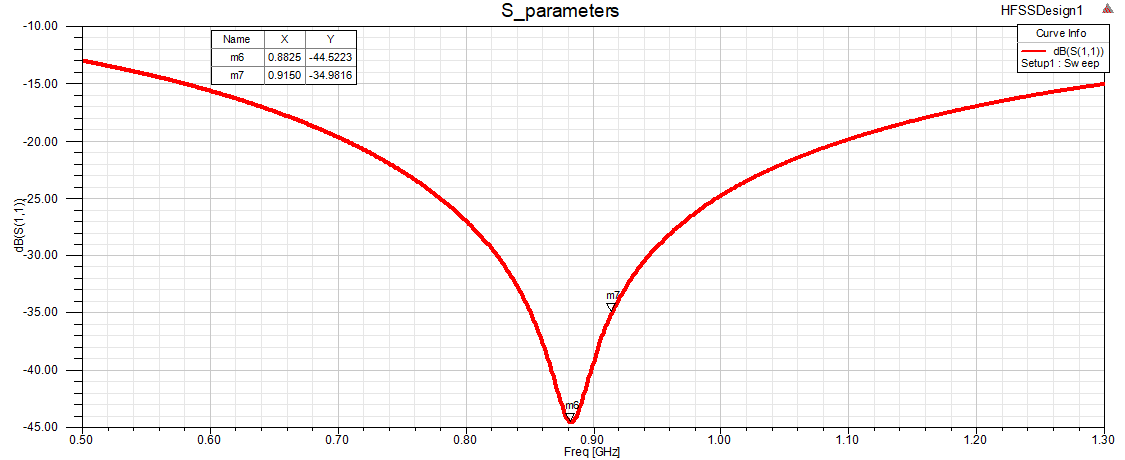 S_parameters
HFSSDesign1
Curve Info
dB(S(1,1))
Setup1 : Sweep
Name X Y
m6 0.8825 -44.5223
m7 0.9150 -34.9816
-10.00
-15.00
-20.00
-25.00
-30.00
-35.00
-40.00
-45.00
dB(S(1,1))
m7
m6
0.50 0.60 0.70 0.80 0.90 1.00 1.10 1.20 1.30
Freq [GHz]